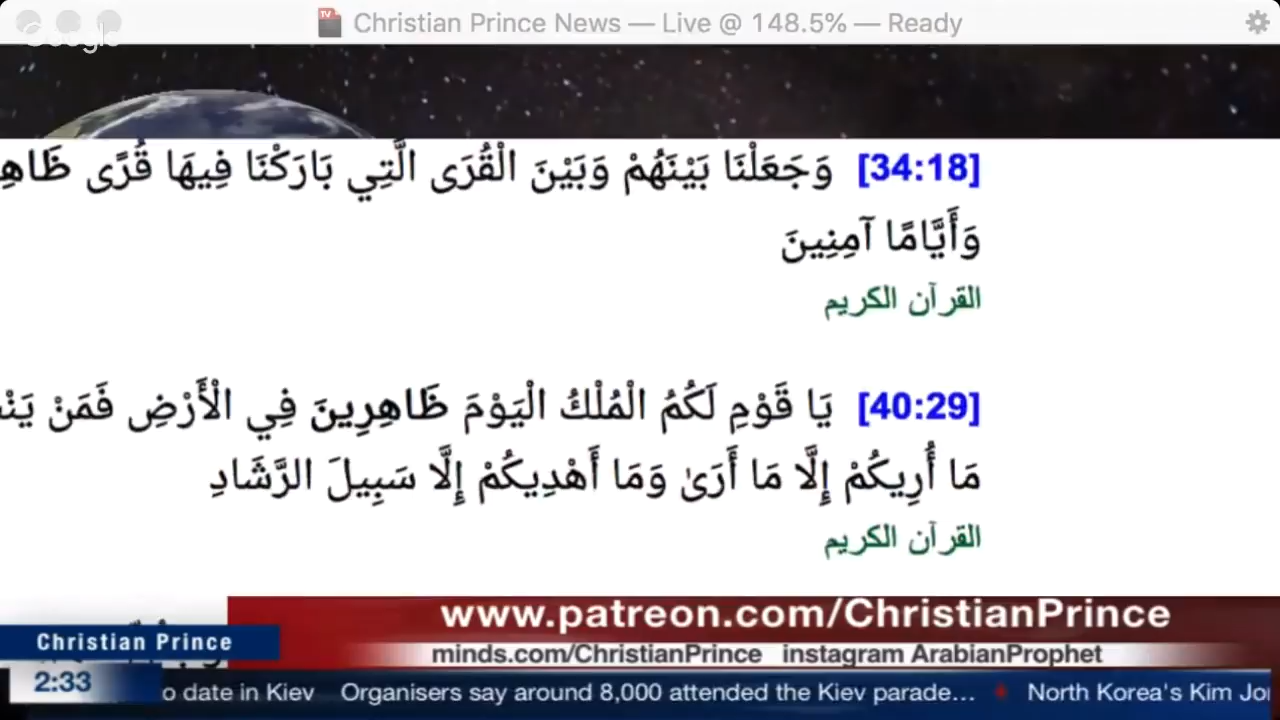 Christian Prince News — Live @ 148.5% — Ready
Google
[34:18] وَجَعَلْنَا بَيْنَهُمْ وَبَيْنَ الْقُرَى الَّتِي بَارَكْنَا فِيهَا قُرًى
وَأَيَّامًا آمِنِينَ
القرآن الكريم
[40:29] يَا قَوْمِ لَكُمُ الْمُلْكُ الْيَوْمَ ظَاهِرِينَ فِي الْأَرْضِ فَمَنْ
مَا أُرِيكُمْ إِلَّا مَا أَرَىٰ وَمَا أَهْدِيكُمْ إِلَّا سَبِيلَ الرَّشَادِ
القرآن الكريم
www.patreon.com/ChristianPrince
Christian Prince
minds.com/ChristianPrince instagram ArabianProphet
2:33
o date in Kiev Organisers say around 8,000 attended the Kiev parade... North Korea's Kim Jo